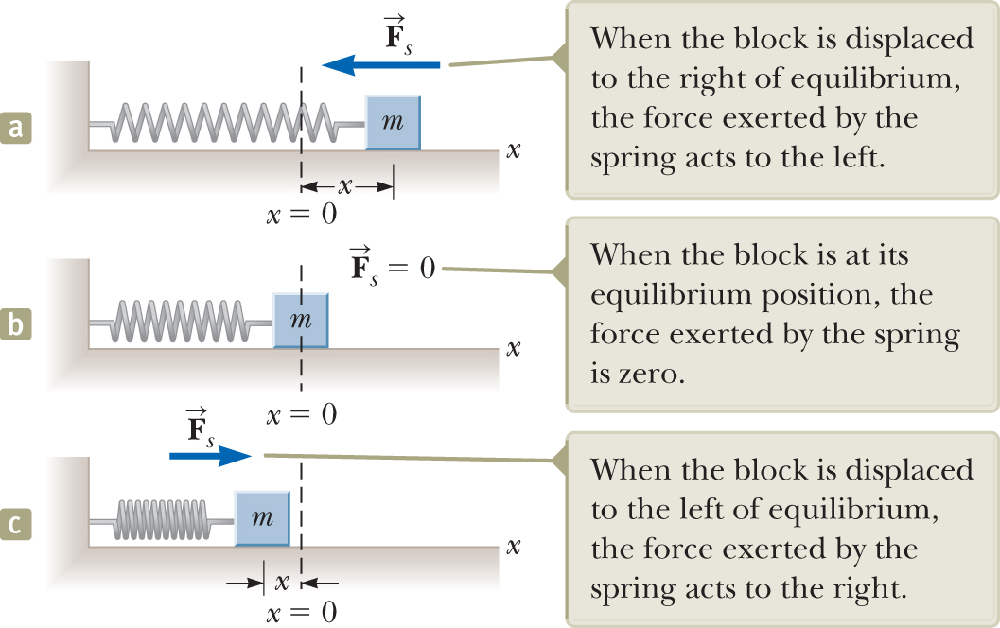 F⃗ₛ
When the block is displaced
to the right of equilibrium,
the force exerted by the
spring acts to the left.
a
m
x
x
x = 0
F⃗ₛ = 0
When the block is at its
equilibrium position, the
force exerted by the spring
is zero.
b
m
x
x = 0
F⃗ₛ
When the block is displaced
to the left of equilibrium,
the force exerted by the
spring acts to the right.
c
m
x
x
x = 0